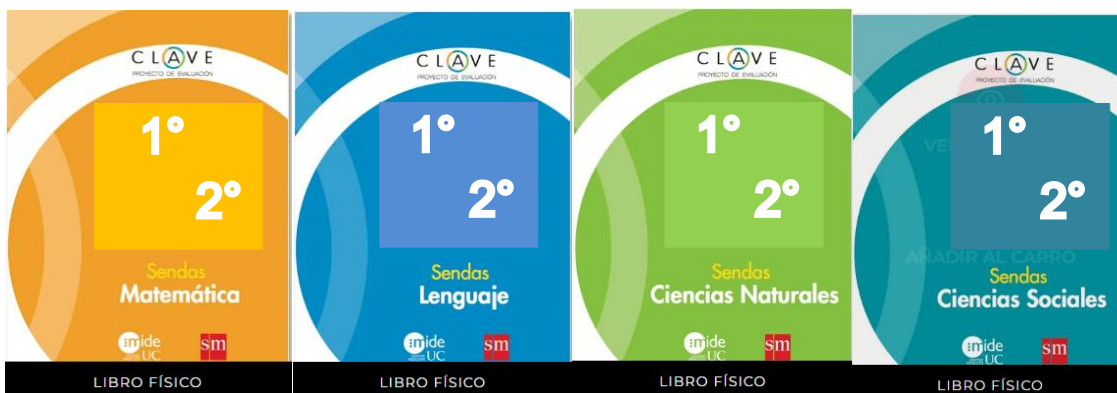 CLAVE
PROYECTO DE EVALUACIÓN
1°
2°
Sendas
Matemática
mide
UC
sm
LIBRO FÍSICO
CLAVE
PROYECTO DE EVALUACIÓN
1°
2°
Sendas
Lenguaje
mide
UC
sm
LIBRO FÍSICO
CLAVE
PROYECTO DE EVALUACIÓN
1°
2°
Sendas
Ciencias Naturales
mide
UC
sm
LIBRO FÍSICO
CLAVE
PROYECTO DE EVALUACIÓN
VE
1°
2°
AÑADIR AL CARRO
Sendas
Ciencias Sociales
mide
UC
sm
LIBRO FÍSICO